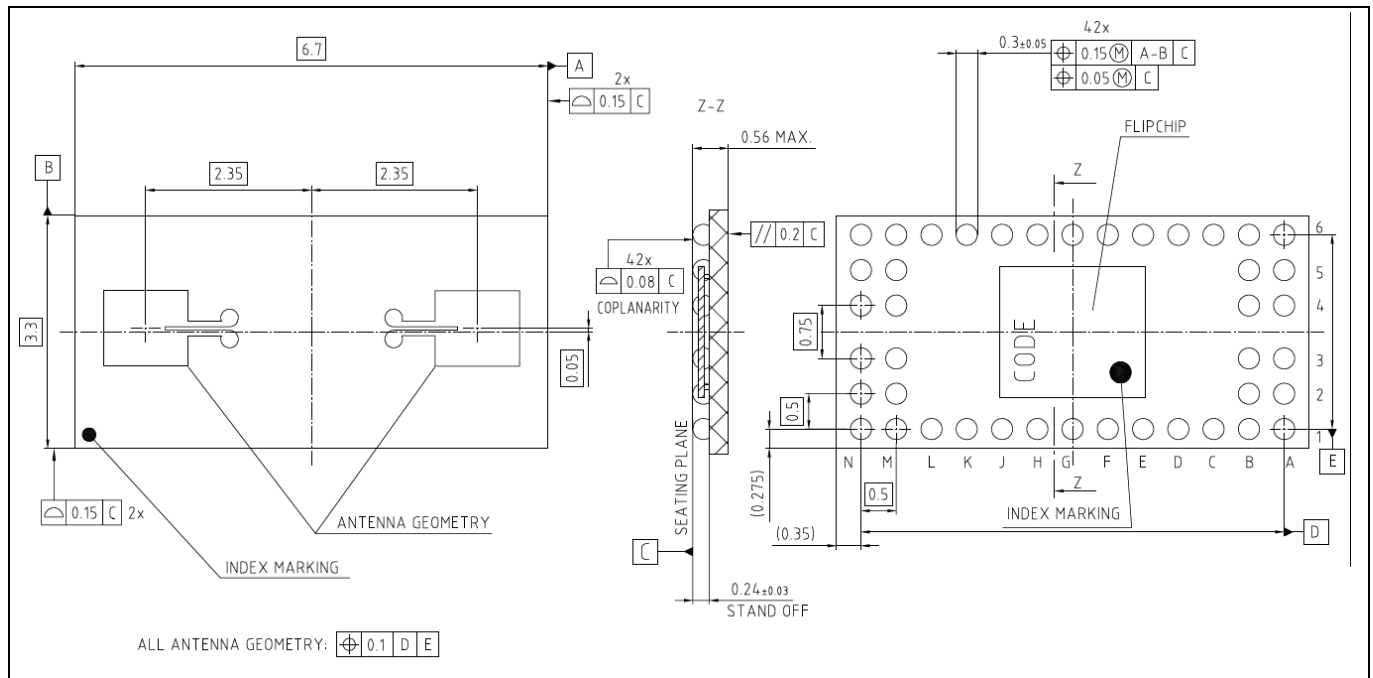 6.7
A
2x
0.15 C
B
2.35
2.35
3.3
0.05
0.15 C 2x
ANTENNA GEOMETRY
INDEX MARKING
ALL ANTENNA GEOMETRY: ⌖ 0.1 D E
Z-Z
0.56 MAX.
// 0.2 C
42x
0.08 C
COPLANARITY
SEATING PLANE
C
0.24±0.03
STAND OFF
42x
0.3±0.05
⌖ 0.15 Ⓜ A-B C
⌖ 0.05 Ⓜ C
FLIPCHIP
Z
6
5
4
3
2
1
CODE
0.75
0.5
N M L K J H G F E D C B A
E
Z
0.5
INDEX MARKING
(0.275)
(0.35)
D